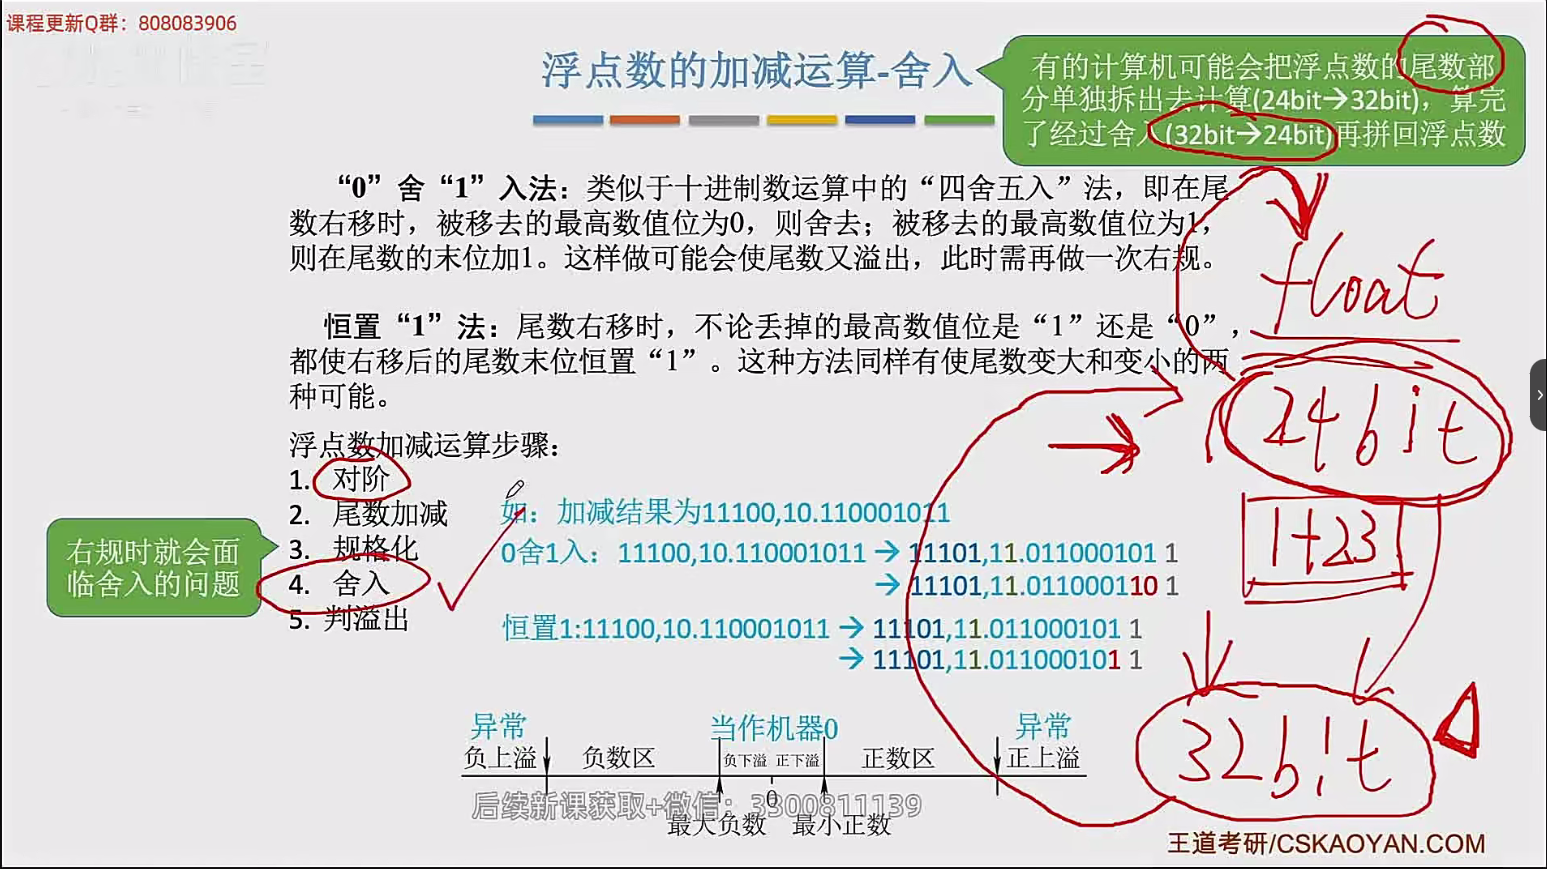 课程更新Q群：808083906
浮点数的加减运算-舍入
有的计算机可能会把浮点数的尾数部
分单独拆出去计算(24bit→32bit)，算完
了经过舍入(32bit→24bit)再拼回浮点数
“0”舍“1”入法：类似于十进制数运算中的“四舍五入”法，即在尾
数右移时，被移去的最高数值位为0，则舍去；被移去的最高数值位为1，
则在尾数的末位加1。这样做可能会使尾数又溢出，此时需再做一次右规。
恒置“1”法：尾数右移时，不论丢掉的最高数值位是“1”还是“0”，
都使右移后的尾数末位恒置“1”。这种方法同样有使尾数变大和变小的两
种可能。
float
24bit
1+23
32bit
浮点数加减运算步骤：
1. 对阶
2. 尾数加减
3. 规格化
4. 舍入
5. 判溢出
右规时就会面
临舍入的问题
如：加减结果为11100,10.110001011
0舍1入：11100,10.110001011 → 11101,11.011000101 1
→ 11101,11.011000110 1
恒置1:11100,10.110001011 → 11101,11.011000101 1
→ 11101,11.011000101 1
异常 当作机器0 异常
负上溢 负数区 负下溢 正下溢 正数区 正上溢
0
后续新课获取+微信：3300811139
最大负数 最小正数
王道考研/CSKAOYAN.COM